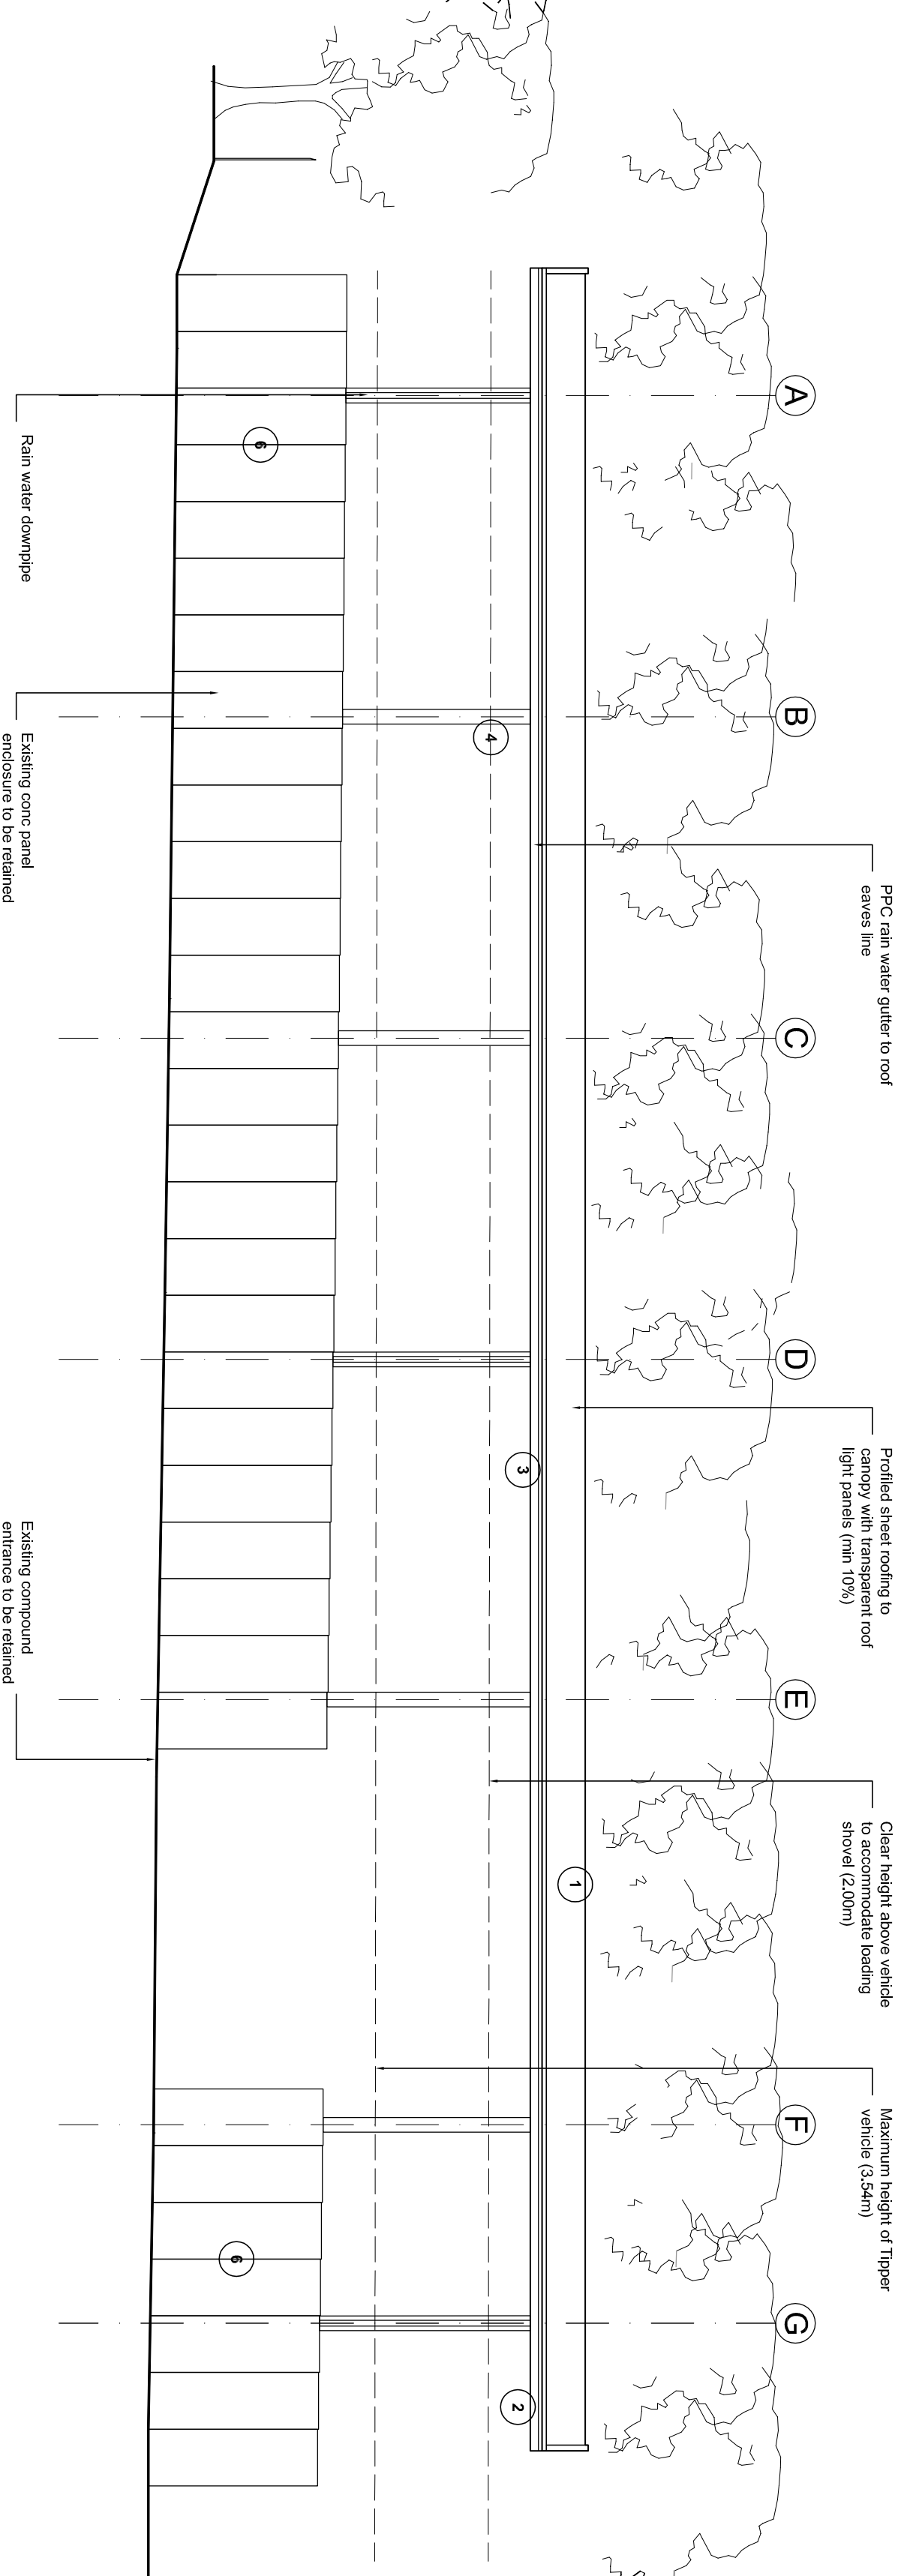 A
B
C
D
E
F
G
PPC rain water gutter to roof
eaves line
Profiled sheet roofing to
canopy with transparent roof
light panels (min 10%)
Clear height above vehicle
to accommodate loading
shovel (2.00m)
Maximum height of Tipper
vehicle (3.54m)
1
2
3
4
6
6
Rain water downpipe
Existing conc panel
enclosure to be retained
Existing compound
entrance to be retained